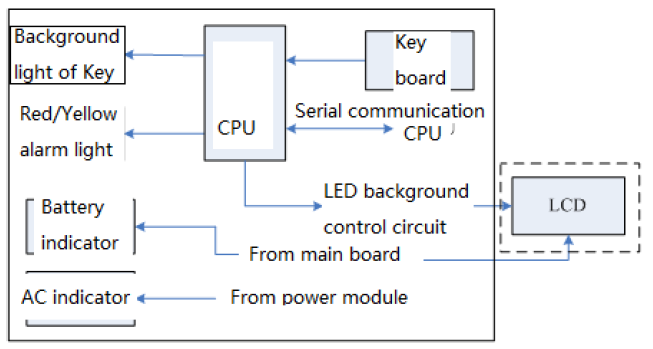 Background
light of Key
Key
board
Red/Yellow
alarm light
CPU
Serial communication
CPU
Battery
indicator
LED background
control circuit
LCD
From main board
AC indicator
From power module